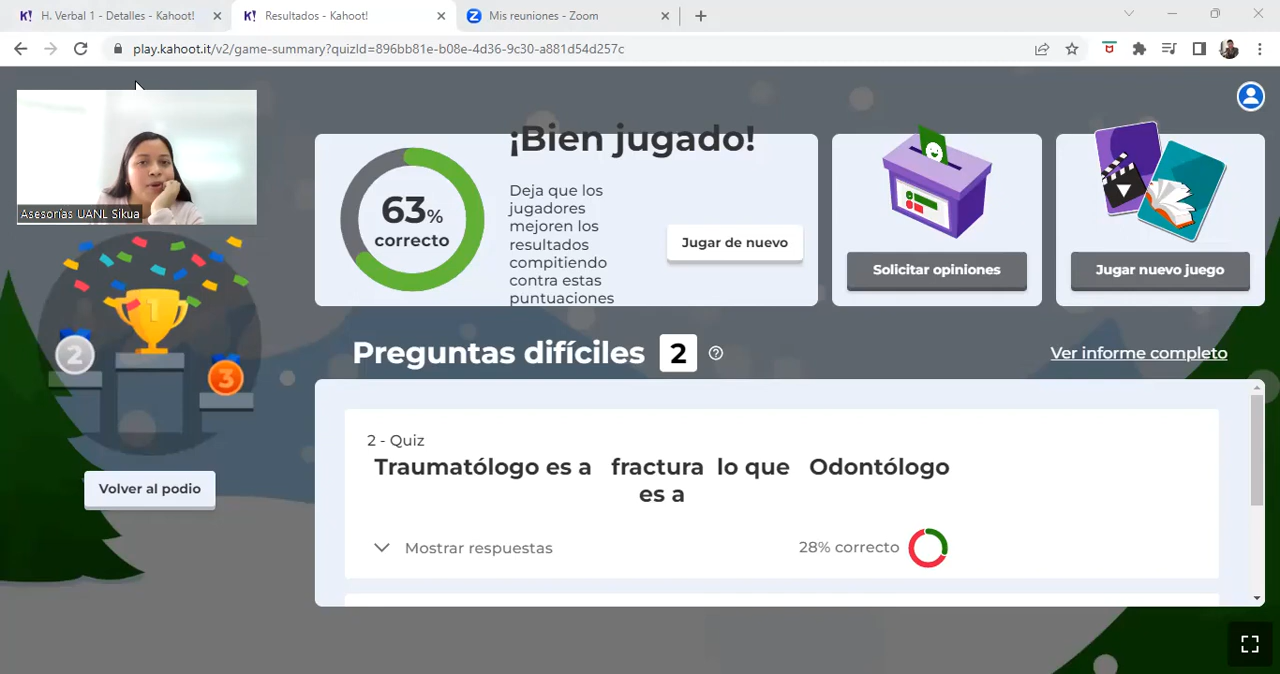 H. Verbal 1 - Detalles - Kahoot!
Resultados - Kahoot!
Mis reuniones - Zoom
play.kahoot.it/v2/game-summary?quizId=896bb81e-b08e-4d36-9c30-a881d54d257c
Asesorías UANL Sikua
1
2
3
Volver al podio
63%
correcto
¡Bien jugado!
Deja que los
jugadores
mejoren los
resultados
compitiendo
contra estas
puntuaciones
Jugar de nuevo
Solicitar opiniones
Jugar nuevo juego
Preguntas difíciles 2
Ver informe completo
2 - Quiz
Traumatólogo es a fractura lo que Odontólogo
es a
Mostrar respuestas
28% correcto